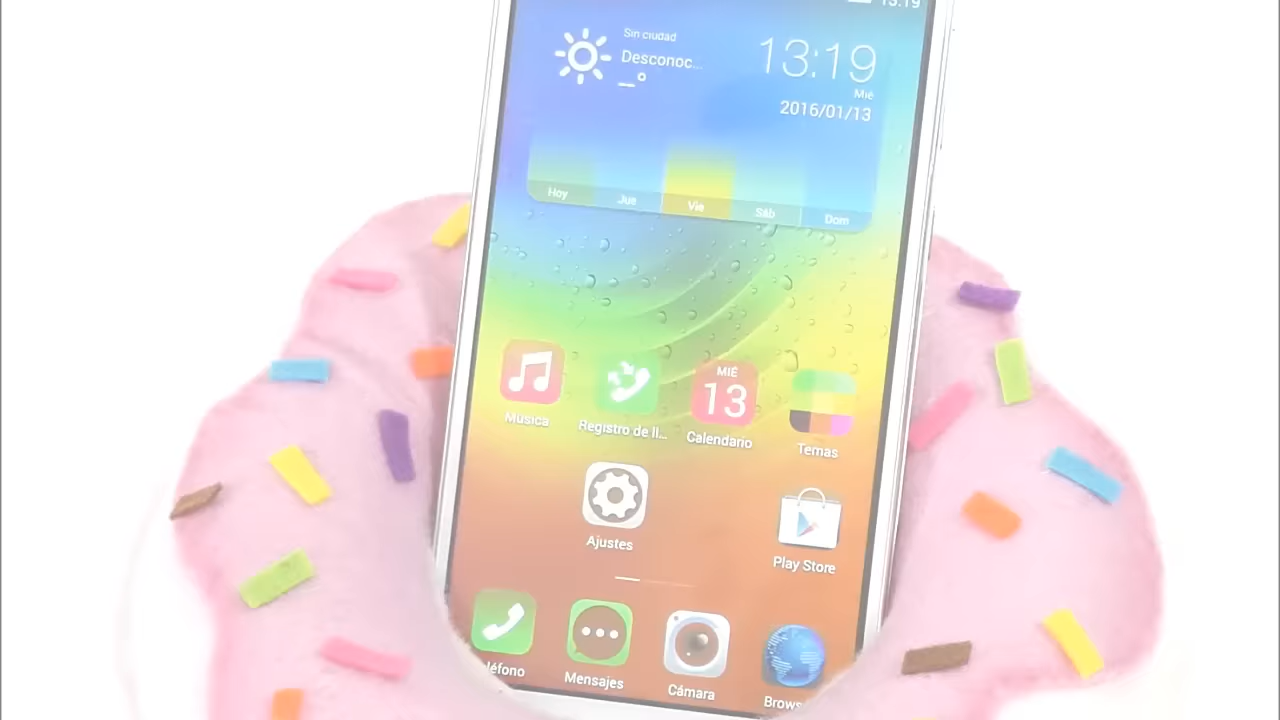 13:19
Sin ciudad
Desconoc...
13:19
Mié
2016/01/13
Hoy
Jue
Vie
Sáb
Dom
MIÉ
13
Música
Registro de ll...
Calendario
Temas
Ajustes
Play Store
léfono
Mensajes
Cámara
Brows